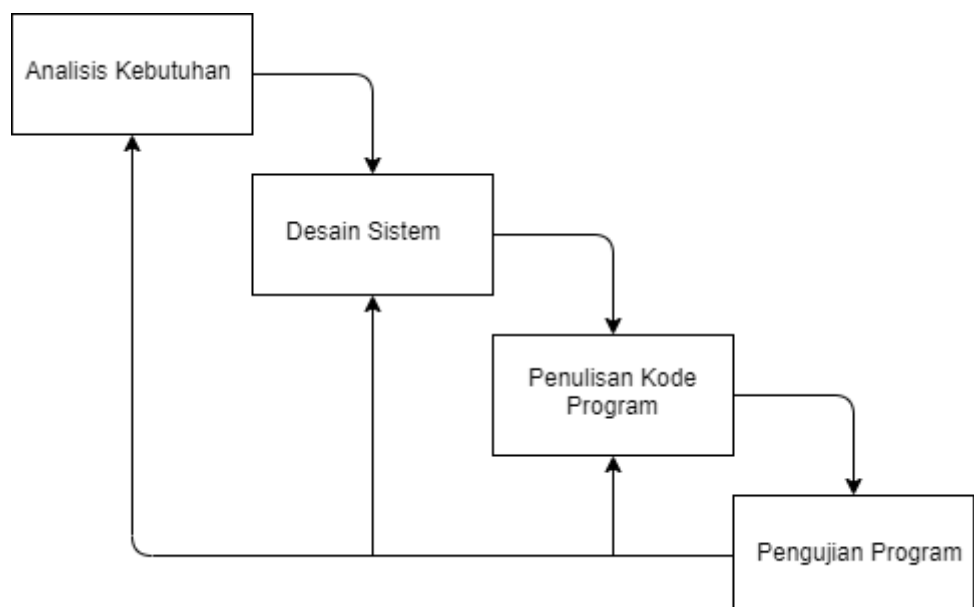 Analisis Kebutuhan
Desain Sistem
Penulisan Kode
Program
Pengujian Program